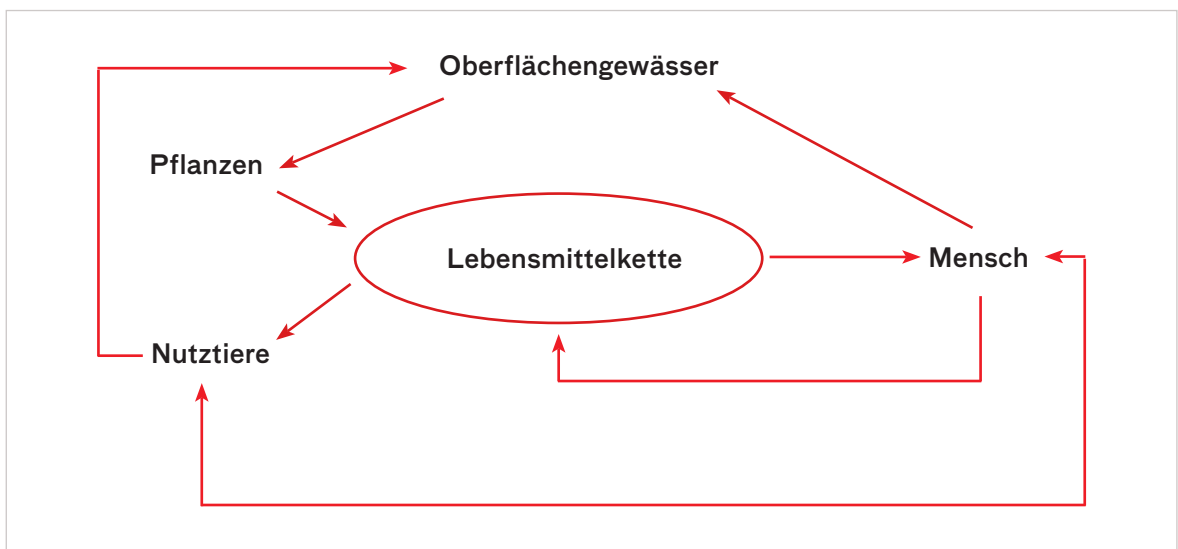 Oberflächengewässer
Pflanzen
Lebensmittelkette
Mensch
Nutztiere